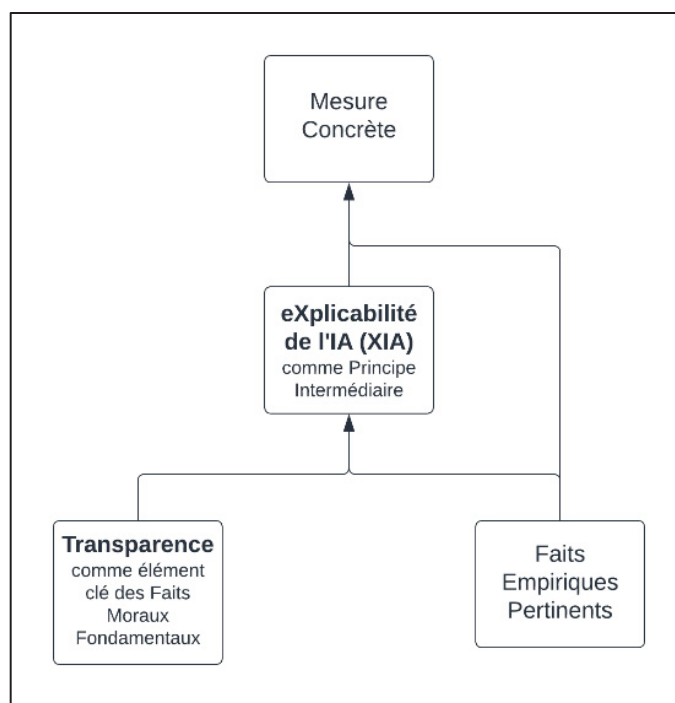 Mesure
Concrète
eXplicabilité
de l'IA (XIA)
comme Principe
Intermédiaire
Transparence
comme élément
clé des Faits
Moraux
Fondamentaux
Faits
Empiriques
Pertinents